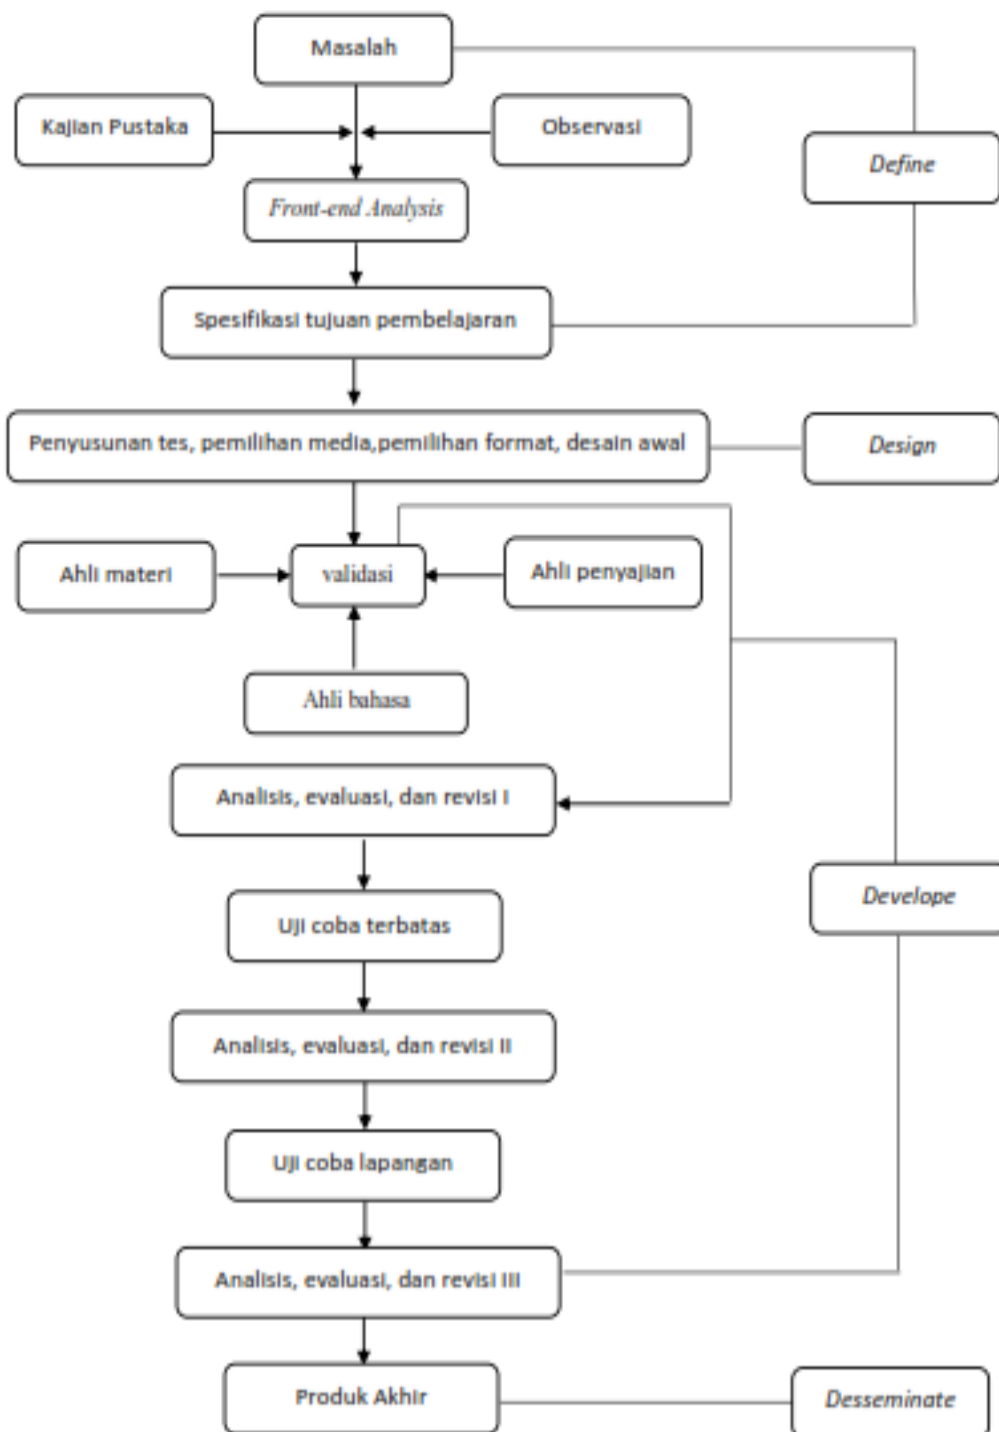 Masalah
Kajian Pustaka
Observasi
Define
Front-end Analysis
Spesifikasi tujuan pembelajaran
Penyusunan tes, pemilihan media,pemilihan format, desain awal
Design
Ahli materi
validasi
Ahli penyajian
Ahli bahasa
Analisis, evaluasi, dan revisi I
Develope
Uji coba terbatas
Analisis, evaluasi, dan revisi II
Uji coba lapangan
Analisis, evaluasi, dan revisi III
Produk Akhir
Desseminate